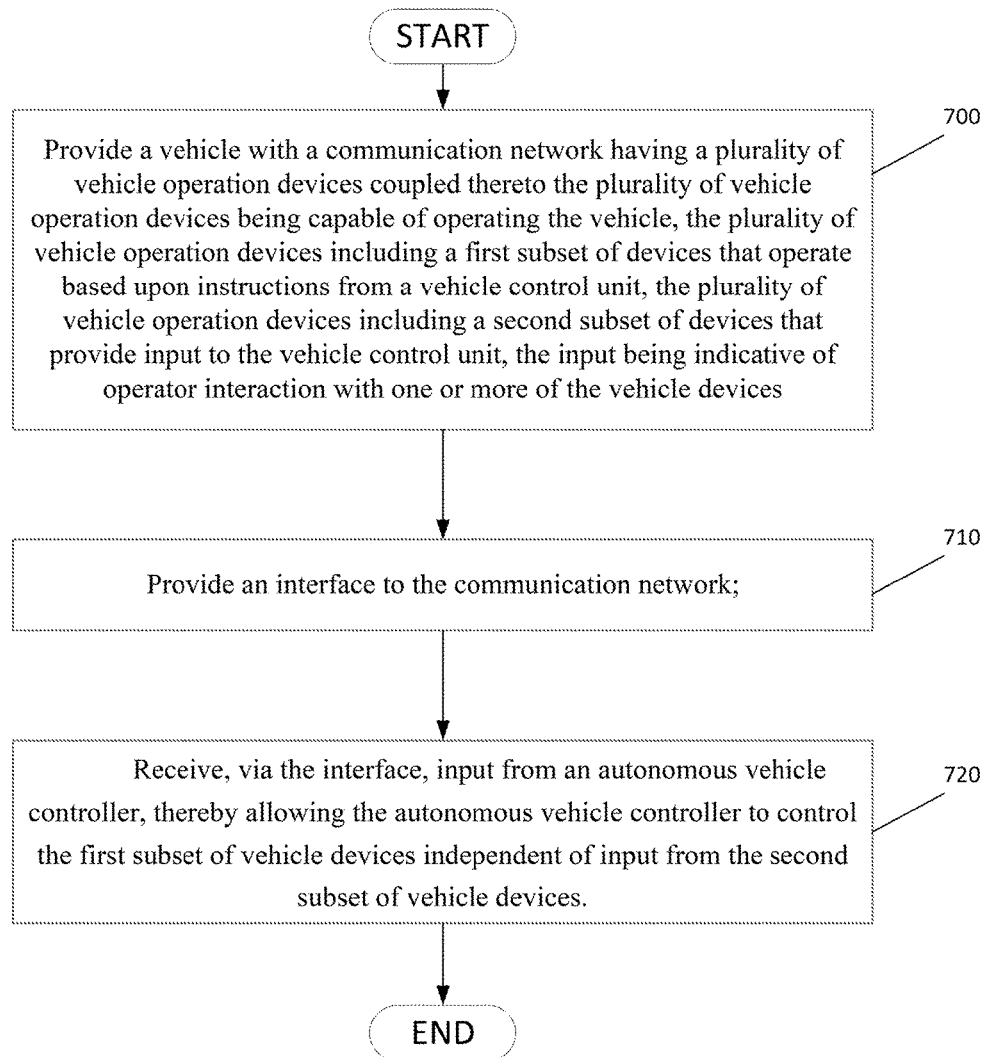 START
700
Provide a vehicle with a communication network having a plurality of
vehicle operation devices coupled thereto the plurality of vehicle
operation devices being capable of operating the vehicle, the plurality of
vehicle operation devices including a first subset of devices that operate
based upon instructions from a vehicle control unit, the plurality of
vehicle operation devices including a second subset of devices that
provide input to the vehicle control unit, the input being indicative of
operator interaction with one or more of the vehicle devices
710
Provide an interface to the communication network;
720
Receive, via the interface, input from an autonomous vehicle
controller, thereby allowing the autonomous vehicle controller to control
the first subset of vehicle devices independent of input from the second
subset of vehicle devices.
END